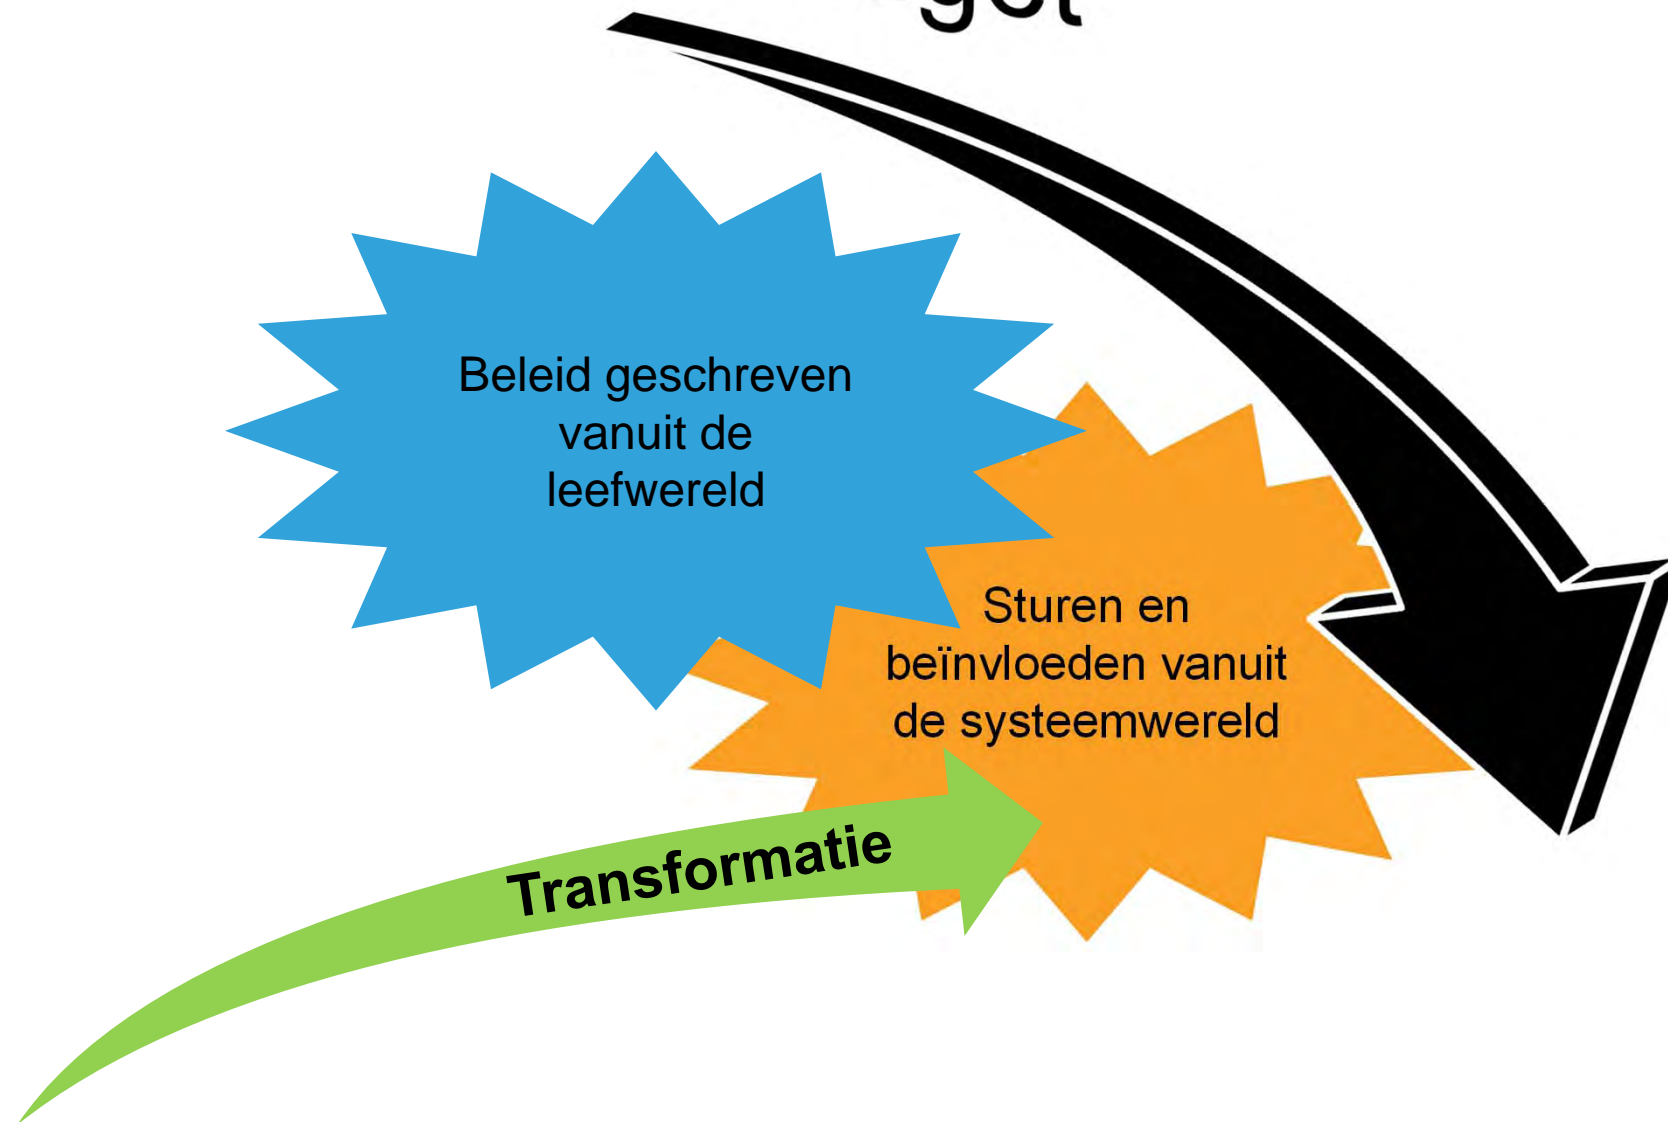 Beleid geschreven
vanuit de
leefwereld
Sturen en
beïnvloeden vanuit
de systeemwereld
Transformatie